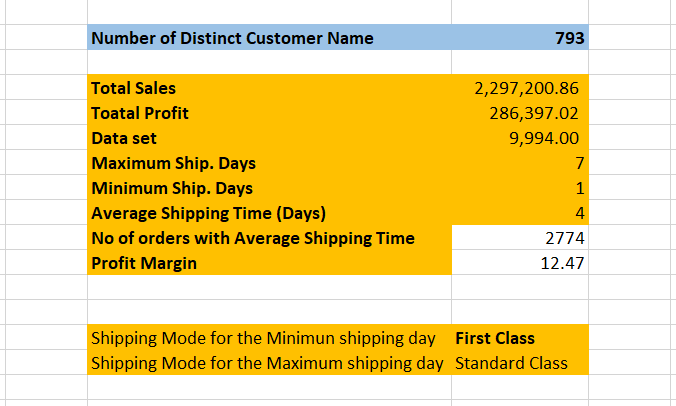 Number of Distinct Customer Name 793
Total Sales 2,297,200.86
Toatal Profit 286,397.02
Data set 9,994.00
Maximum Ship. Days 7
Minimum Ship. Days 1
Average Shipping Time (Days) 4
No of orders with Average Shipping Time 2774
Profit Margin 12.47
Shipping Mode for the Minimun shipping day First Class
Shipping Mode for the Maximum shipping day Standard Class